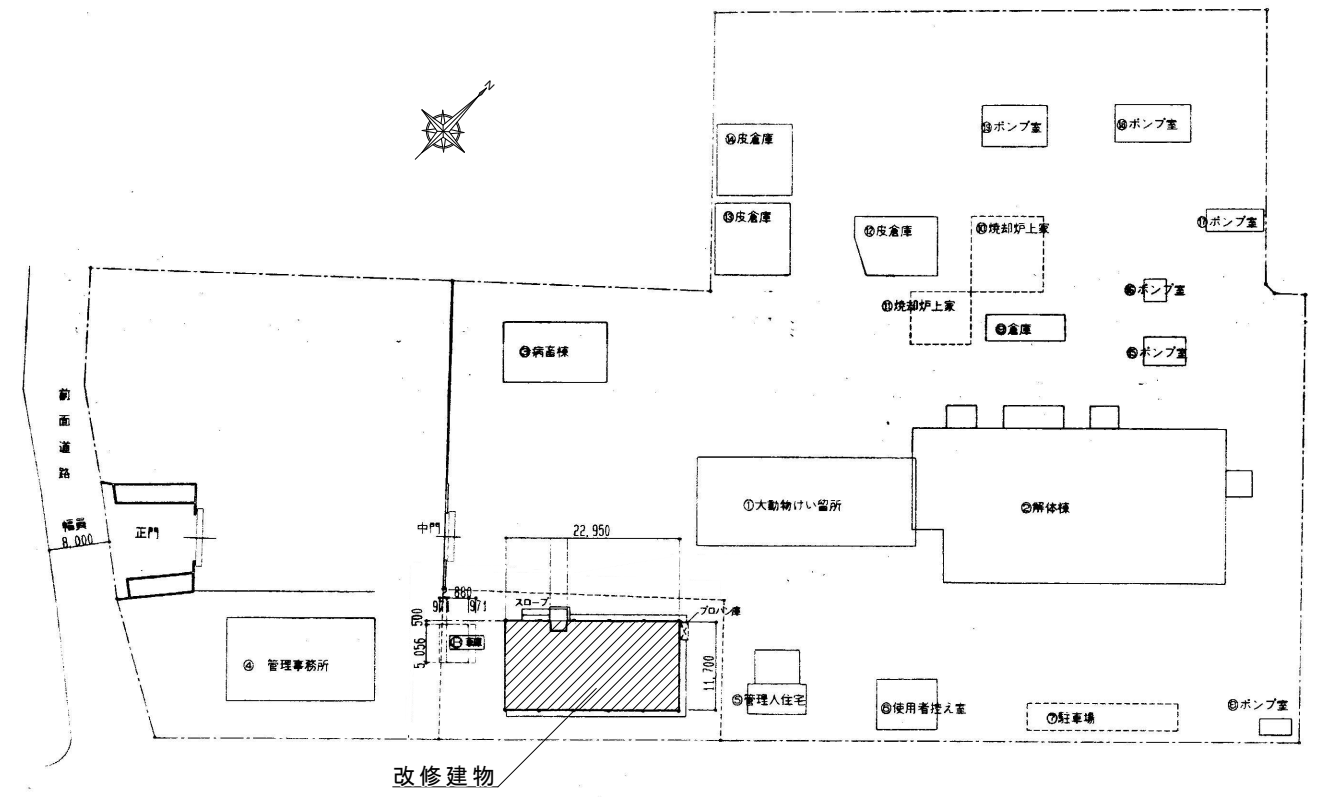 N
⑭皮倉庫
⑬皮倉庫
⑫皮倉庫
⑩焼却炉上家
⑪焼却炉上家
⑨倉庫
ポンプ室
ポンプ室
⑰ポンプ室
⑯ポンプ室
⑮ポンプ室
③病畜棟
前面道路
幅員
8,000
正門
中門
①大動物けい留所
②解体棟
22,950
2,880
971
971
500
5,056
スロープ
プロパン庫
11,700
④ 管理事務所
⑤管理人住宅
⑥使用者控え室
⑦駐車場
ポンプ室
改修建物